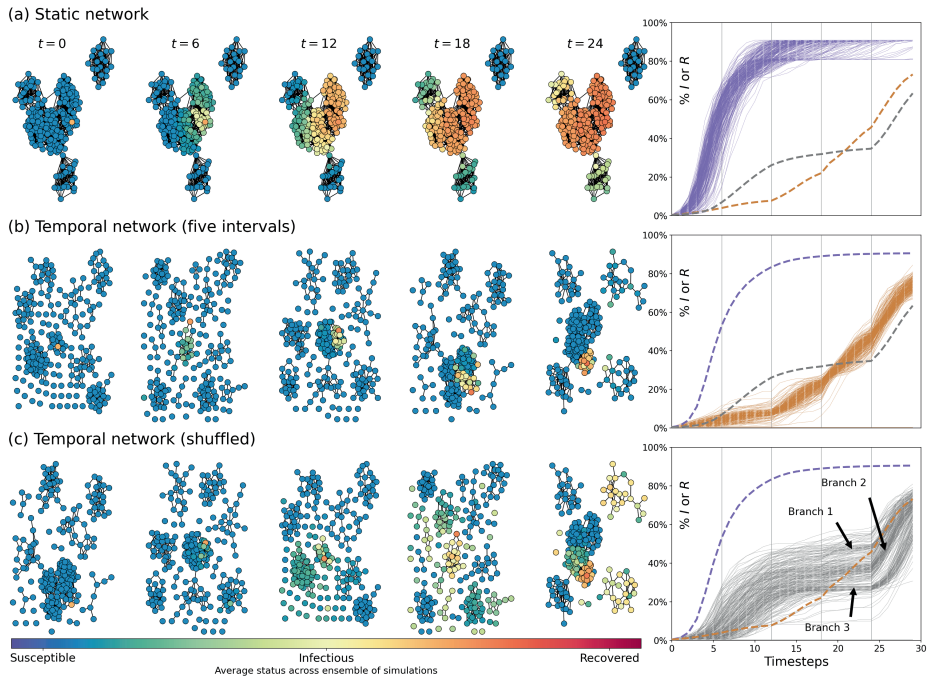 (a) Static network
t = 0
t = 6
t = 12
t = 18
t = 24
100%
80%
60%
40%
20%
0%
% I or R
(b) Temporal network (five intervals)
100%
80%
60%
40%
20%
0%
% I or R
(c) Temporal network (shuffled)
100%
80%
60%
40%
20%
0%
% I or R
Branch 2
Branch 1
Branch 3
0 5 10 15 20 25 30
Timesteps
Susceptible Infectious Recovered
Average status across ensemble of simulations